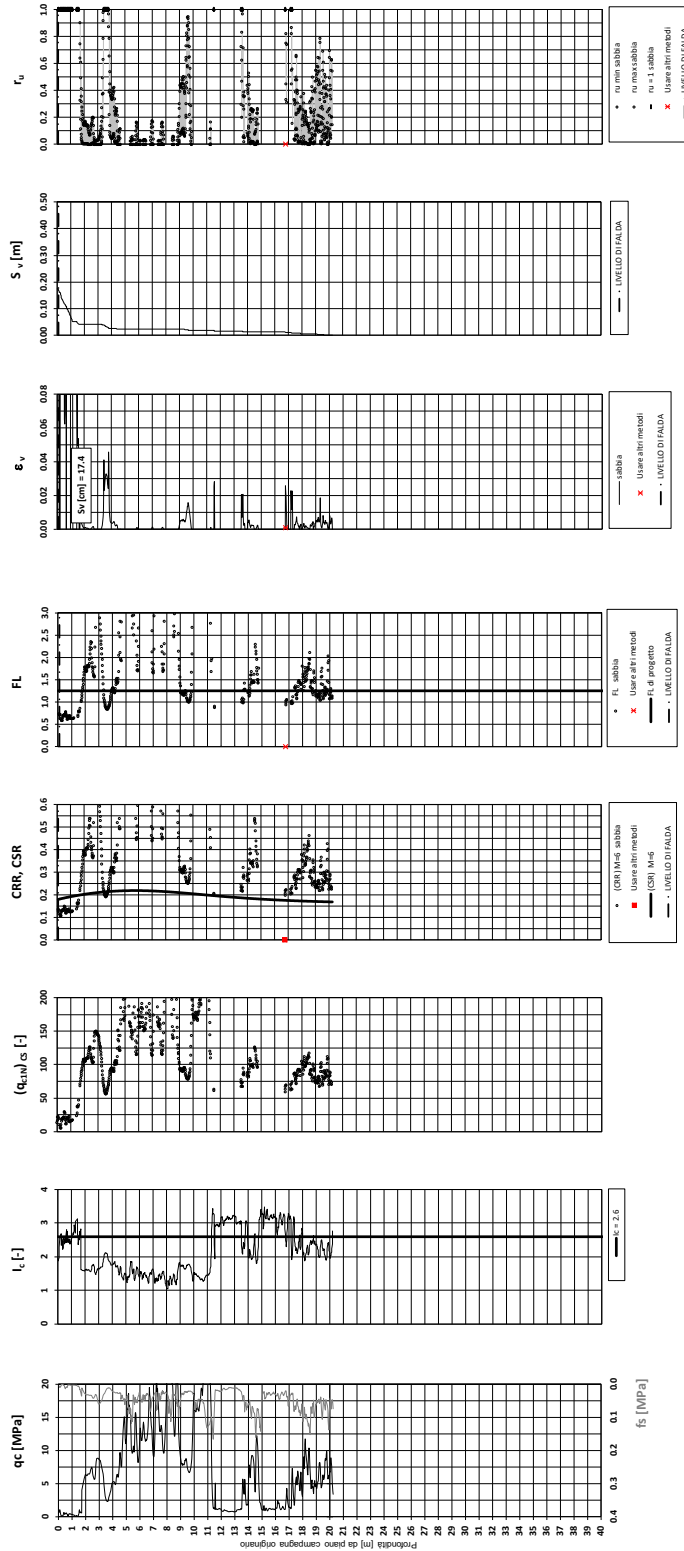 1.0
0.8
0.6
0.4
0.2
0.0
r u
ru min sabbia
ru max sabbia
ru = 1 sabbia
Usare altri metodi
LIVELLO DI FALDA
0.50
0.40
0.30
0.20
0.10
0.00
S v [m]
LIVELLO DI FALDA
0.08
0.06
0.04
0.02
0.00
ε v
Sv [cm] = 17.4
sabbia
Usare altri metodi
LIVELLO DI FALDA
3.0
2.5
2.0
1.5
1.0
0.5
0.0
FL
FL sabbia
Usare altri metodi
FL di progetto
LIVELLO DI FALDA
0.6
0.5
0.4
0.3
0.2
0.1
0.0
CRR, CSR
(CRR) M=6 sabbia
Usare altri metodi
(CSR) M=6
LIVELLO DI FALDA
200
150
100
50
0
(qc1N) CS [-]
4
3
2
1
0
Ic [-]
Ic = 2.6
20
15
10
5
0
qc [MPa]
0.0
0.1
0.2
0.3
0.4
fs [MPa]
0 1 2 3 4 5 6 7 8 9 10 11 12 13 14 15 16 17 18 19 20 21 22 23 24 25 26 27 28 29 30 31 32 33 34 35 36 37 38 39 40
Profondità [m] da piano campagna originario